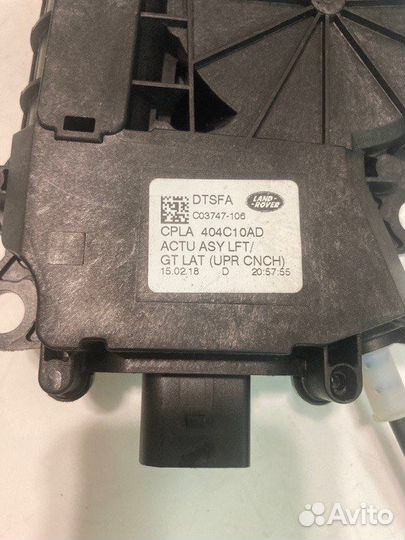 DTSFA
LAND-
ROVER
C03747-106
CPLA 404C10AD
ACTU ASY LFT/
GT LAT (UPR CNCH)
15.02.18 D 20:57:55
Avito